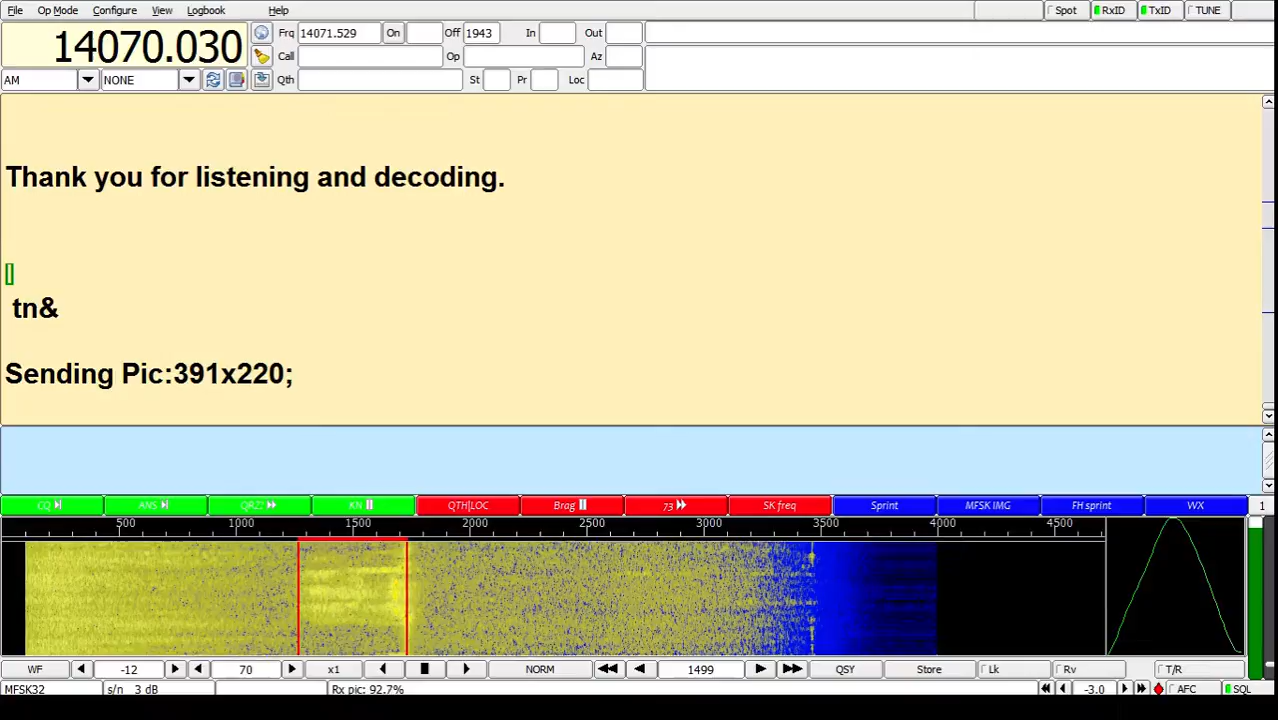 File Op Mode Configure View Logbook Help Spot RxID TxID TUNE
14070.030 Frq 14071.529 On Off 1943 In Out
Call Op Az
AM NONE Qth St Pr Loc
Thank you for listening and decoding.
[]
tn&
Sending Pic:391x220;
CQ ANS QRZ! KN QTH|LOC Brag 73 SK freq Sprint MFSK IMG FH sprint WX 1
500 1000 1500 2000 2500 3000 3500 4000 4500
WF -12 70 x1 NORM 1499 QSY Store Lk Rv T/R
MFSK32 s/n 3 dB Rx pic: 92.7% -3.0 AFC SQL